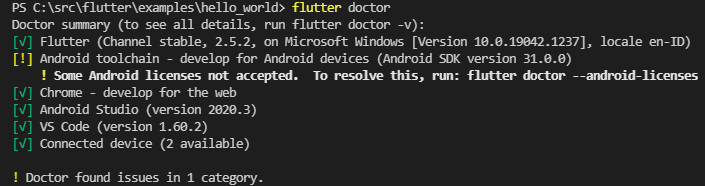 PS C:\src\flutter\examples\hello_world> flutter doctor
Doctor summary (to see all details, run flutter doctor -v):
[√] Flutter (Channel stable, 2.5.2, on Microsoft Windows [Version 10.0.19042.1237], locale en-ID)
[!] Android toolchain - develop for Android devices (Android SDK version 31.0.0)
    ! Some Android licenses not accepted.  To resolve this, run: flutter doctor --android-licenses
[√] Chrome - develop for the web
[√] Android Studio (version 2020.3)
[√] VS Code (version 1.60.2)
[√] Connected device (2 available)
! Doctor found issues in 1 category.